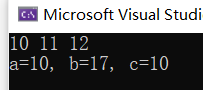 Microsoft Visual Studi
10 11 12
a=10, b=17, c=10